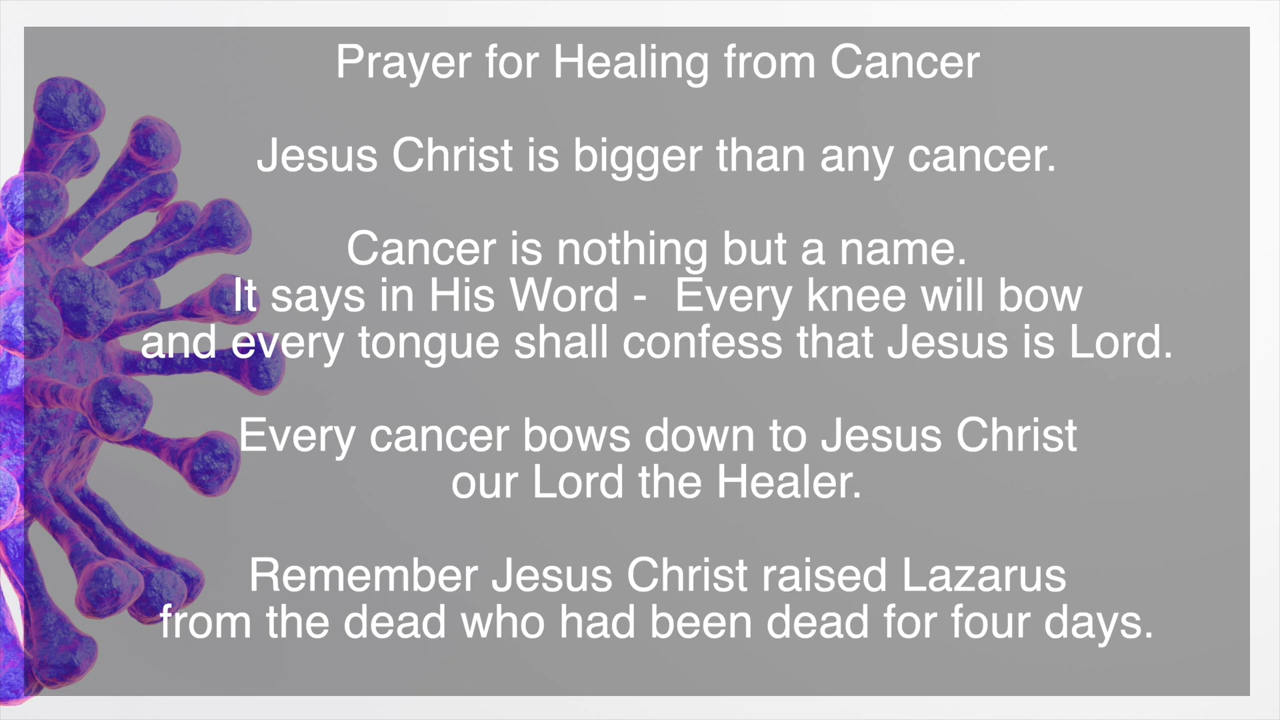 Prayer for Healing from Cancer
Jesus Christ is bigger than any cancer.
Cancer is nothing but a name.
It says in His Word -  Every knee will bow
and every tongue shall confess that Jesus is Lord.
Every cancer bows down to Jesus Christ
our Lord the Healer.
Remember Jesus Christ raised Lazarus
from the dead who had been dead for four days.